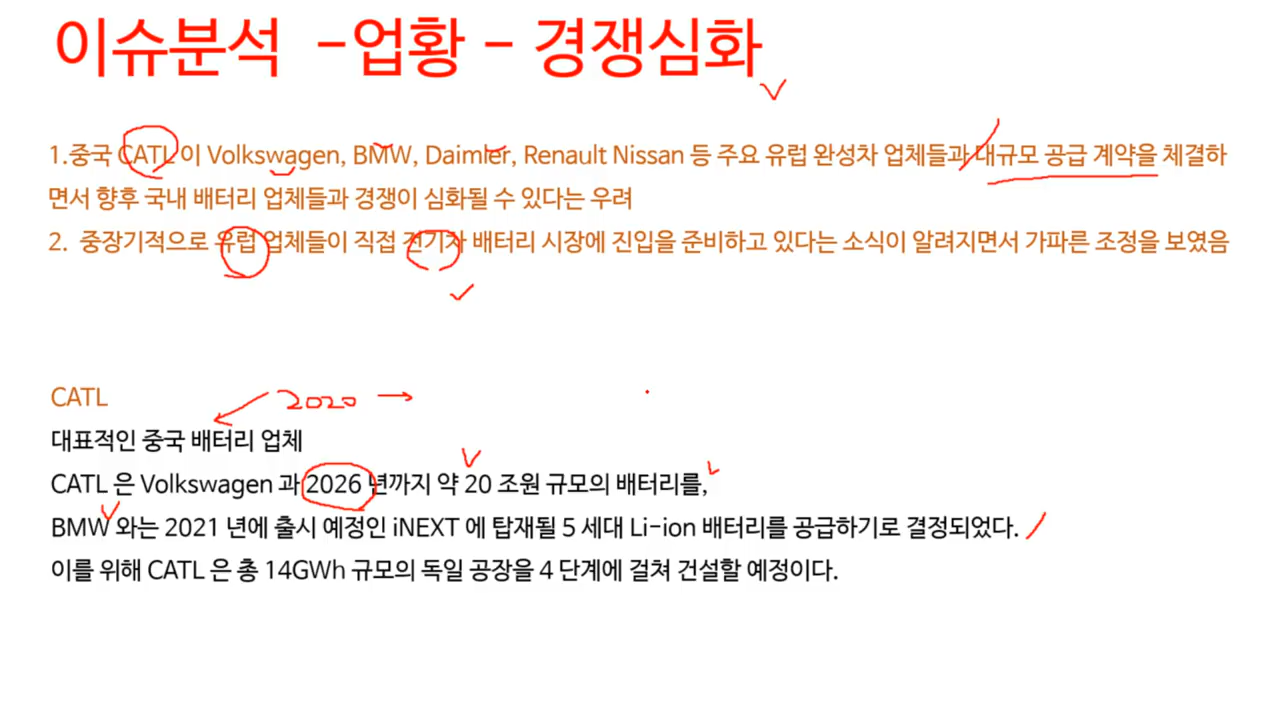 이슈분석 -업황 - 경쟁심화
1.중국 CATL 이 Volkswagen, BMW, Daimler, Renault Nissan 등 주요 유럽 완성차 업체들과 대규모 공급 계약을 체결하
면서 향후 국내 배터리 업체들과 경쟁이 심화될 수 있다는 우려
2. 중장기적으로 유럽 업체들이 직접 전기차 배터리 시장에 진입을 준비하고 있다는 소식이 알려지면서 가파른 조정을 보였음
CATL
2020
대표적인 중국 배터리 업체
CATL 은 Volkswagen 과 2026 년까지 약 20 조원 규모의 배터리를,
BMW 와는 2021 년에 출시 예정인 iNEXT 에 탑재될 5 세대 Li-ion 배터리를 공급하기로 결정되었다.
이를 위해 CATL 은 총 14GWh 규모의 독일 공장을 4 단계에 걸쳐 건설할 예정이다.